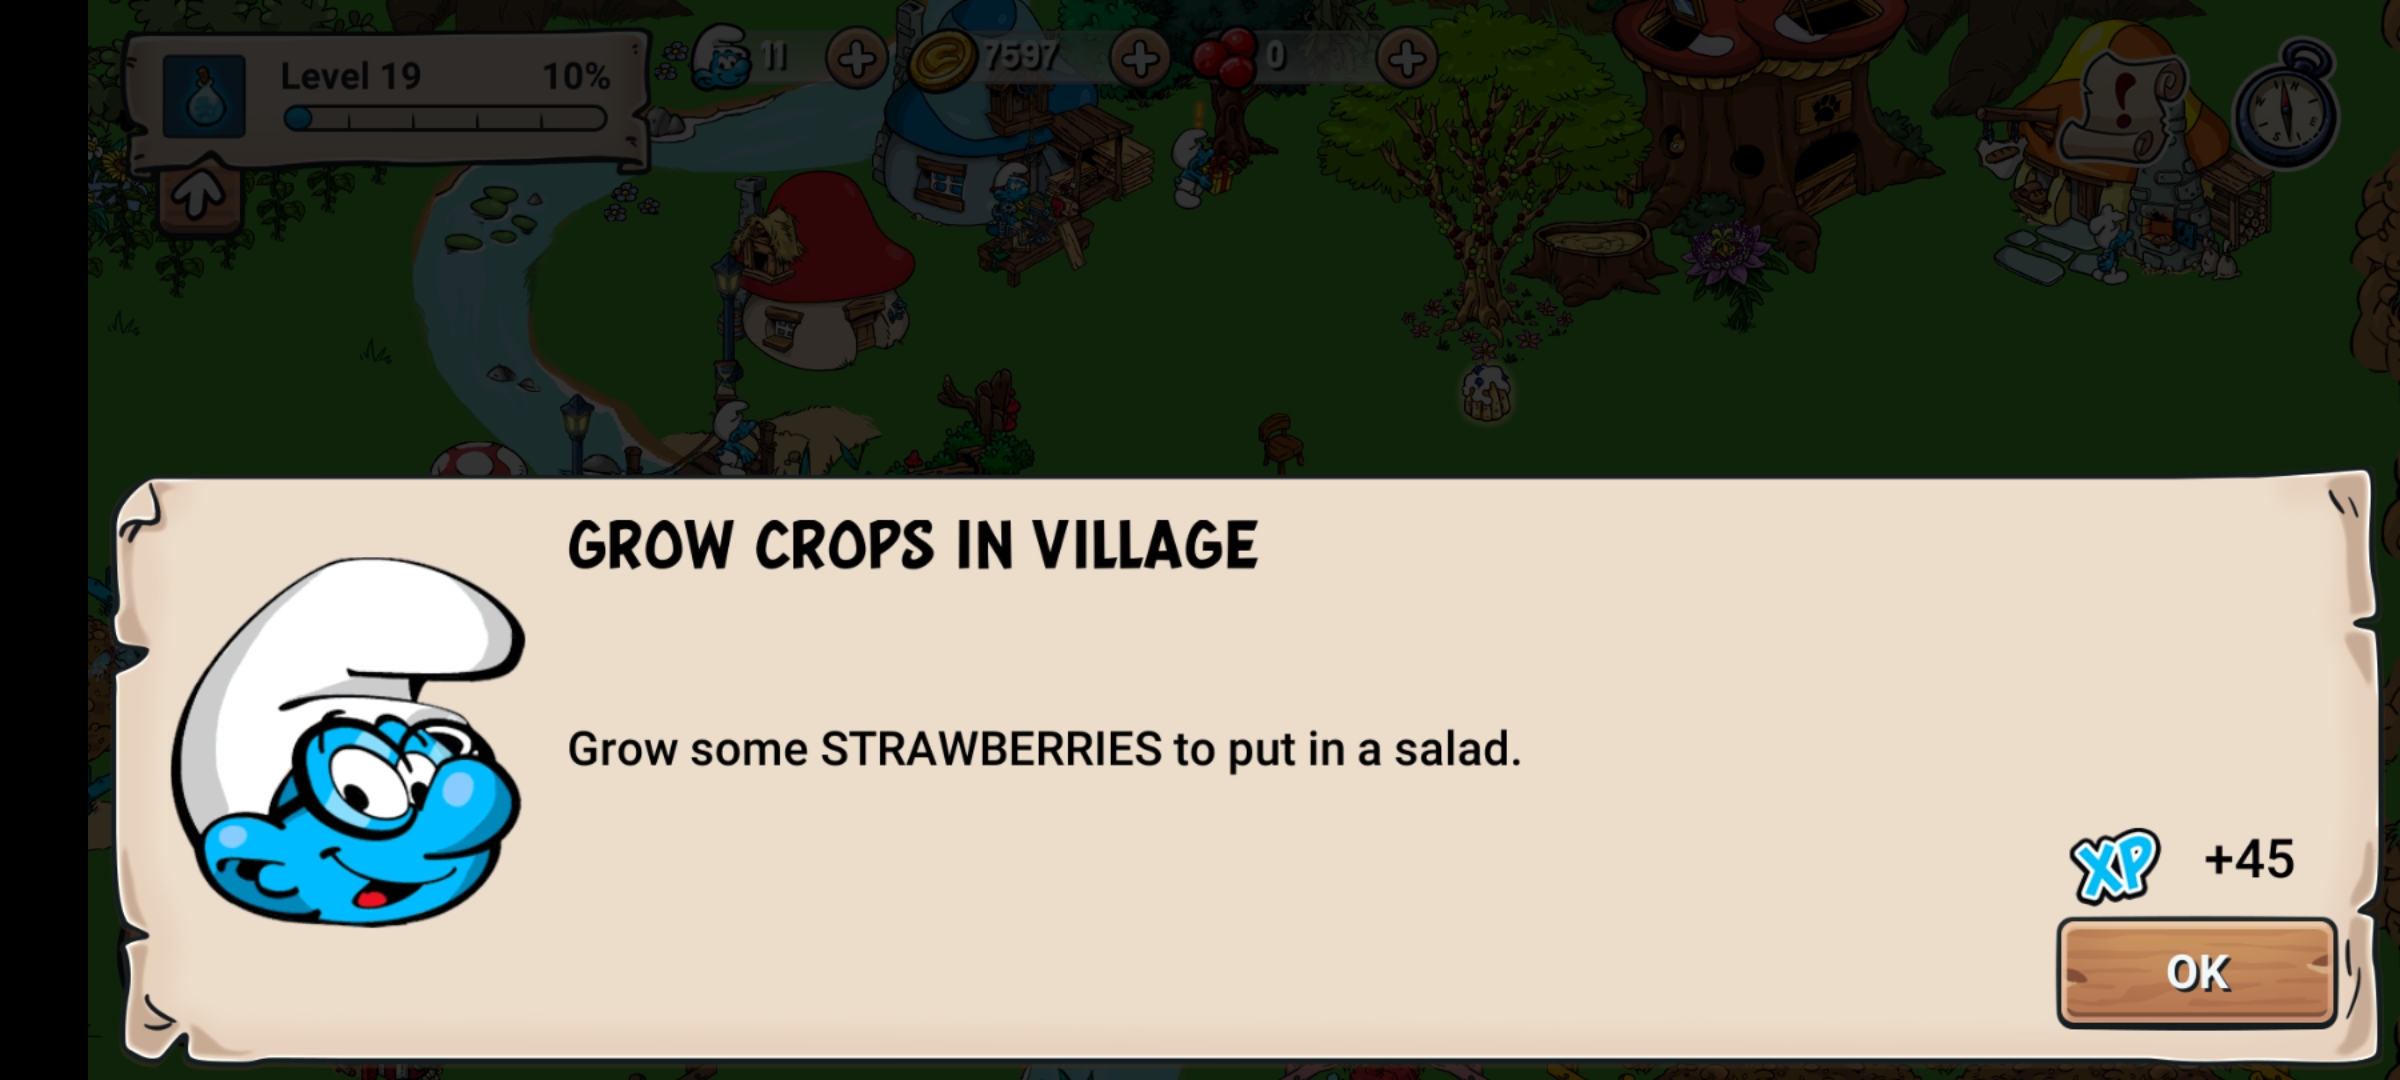 Level 19 10%
11
7597
0
GROW CROPS IN VILLAGE
Grow some STRAWBERRIES to put in a salad.
XP +45
OK